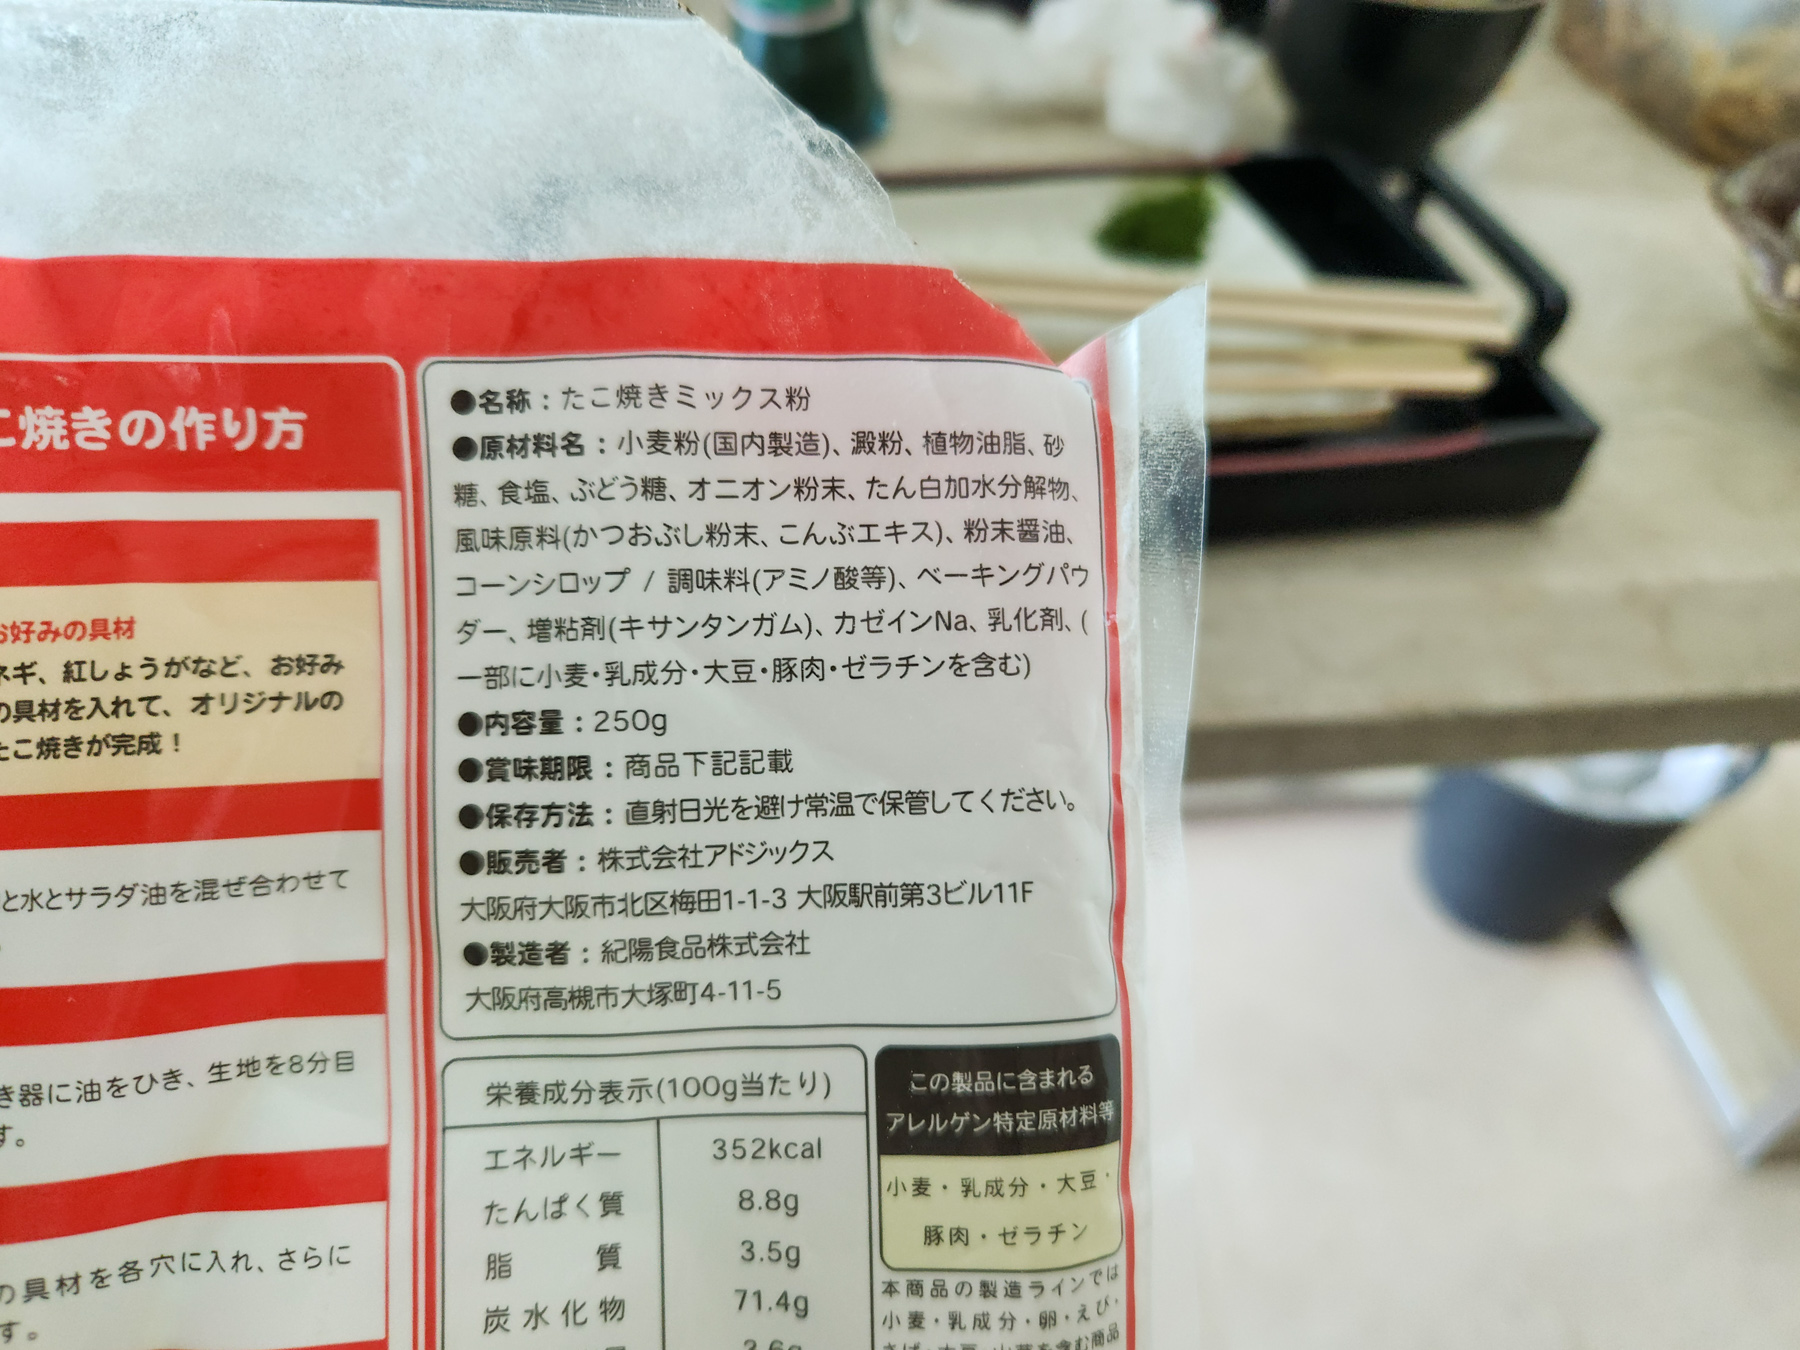 こ焼きの作り方
お好みの具材
ネギ、紅しょうがなど、お好み
の具材を入れて、オリジナルの
たこ焼きが完成！
と水とサラダ油を混ぜ合わせて
き器に油をひき、生地を8分目
す。
の具材を各穴に入れ、さらに
す。
●名称：たこ焼きミックス粉
●原材料名：小麦粉(国内製造)、澱粉、植物油脂、砂
糖、食塩、ぶどう糖、オニオン粉末、たん白加水分解物、
風味原料(かつおぶし粉末、こんぶエキス)、粉末醤油、
コーンシロップ / 調味料(アミノ酸等)、ベーキングパウ
ダー、増粘剤(キサンタンガム)、カゼインNa、乳化剤、(
一部に小麦・乳成分・大豆・豚肉・ゼラチンを含む)
●内容量：250g
●賞味期限：商品下記記載
●保存方法：直射日光を避け常温で保管してください。
●販売者：株式会社アドジックス
大阪府大阪市北区梅田1-1-3 大阪駅前第3ビル11F
●製造者：紀陽食品株式会社
大阪府高槻市大塚町4-11-5
栄養成分表示(100g当たり)
エネルギー 352kcal
たんぱく質 8.8g
脂質 3.5g
炭水化物 71.4g
この製品に含まれる
アレルゲン特定原材料等
小麦・乳成分・大豆・
豚肉・ゼラチン
本商品の製造ラインでは
小麦・乳成分・卵・えび・
を含む商品